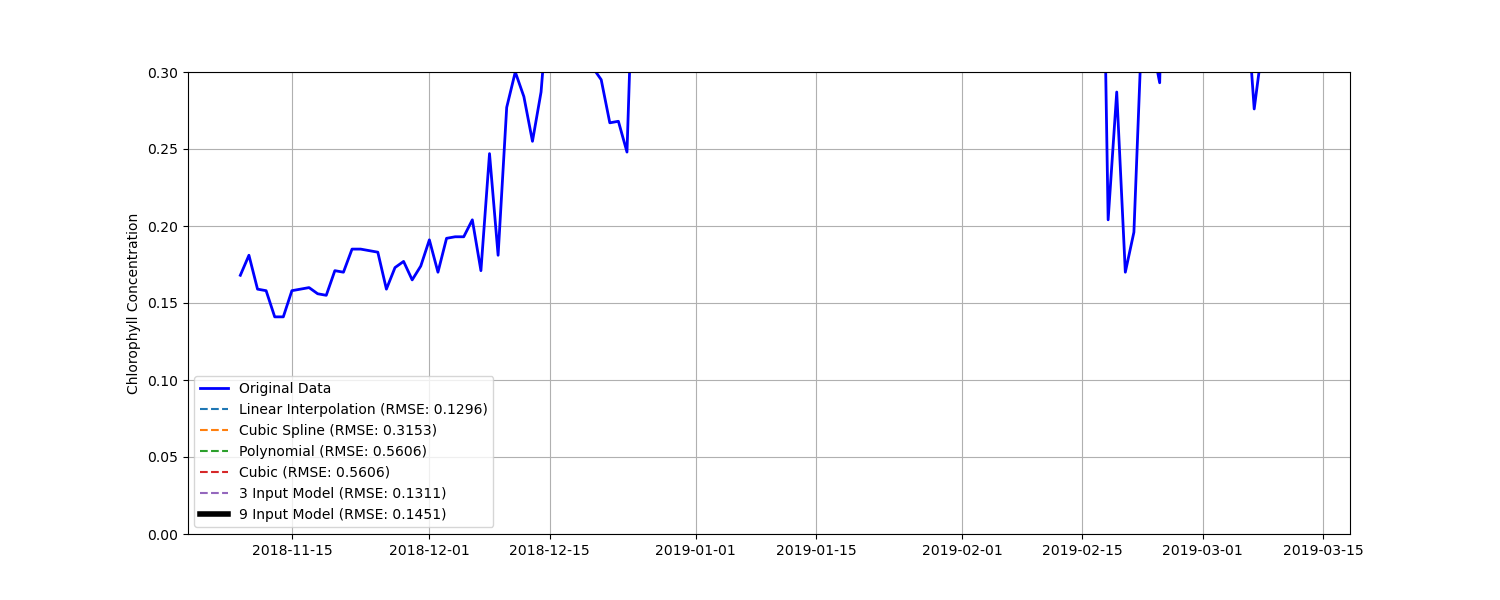 0.30
0.25
0.20
0.15
0.10
0.05
0.00
Chlorophyll Concentration
Original Data
Linear Interpolation (RMSE: 0.1296)
Cubic Spline (RMSE: 0.3153)
Polynomial (RMSE: 0.5606)
Cubic (RMSE: 0.5606)
3 Input Model (RMSE: 0.1311)
9 Input Model (RMSE: 0.1451)
2018-11-15 2018-12-01 2018-12-15 2019-01-01 2019-01-15 2019-02-01 2019-02-15 2019-03-01 2019-03-15